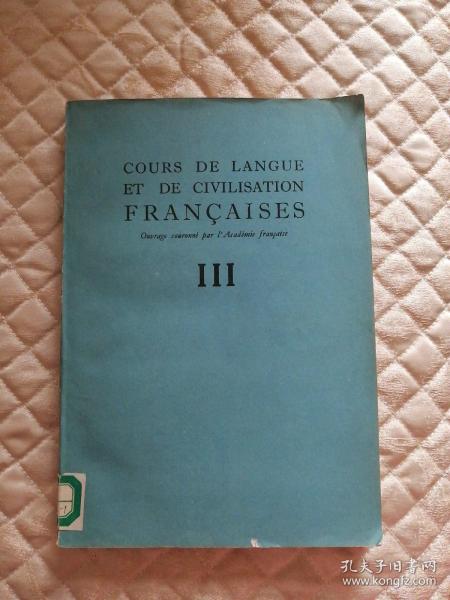 COURS DE LANGUE
ET DE CIVILISATION
FRANÇAISES
Ouvrage couronné par l'Académie française
III
孔夫子旧书网
www.kongfz.com